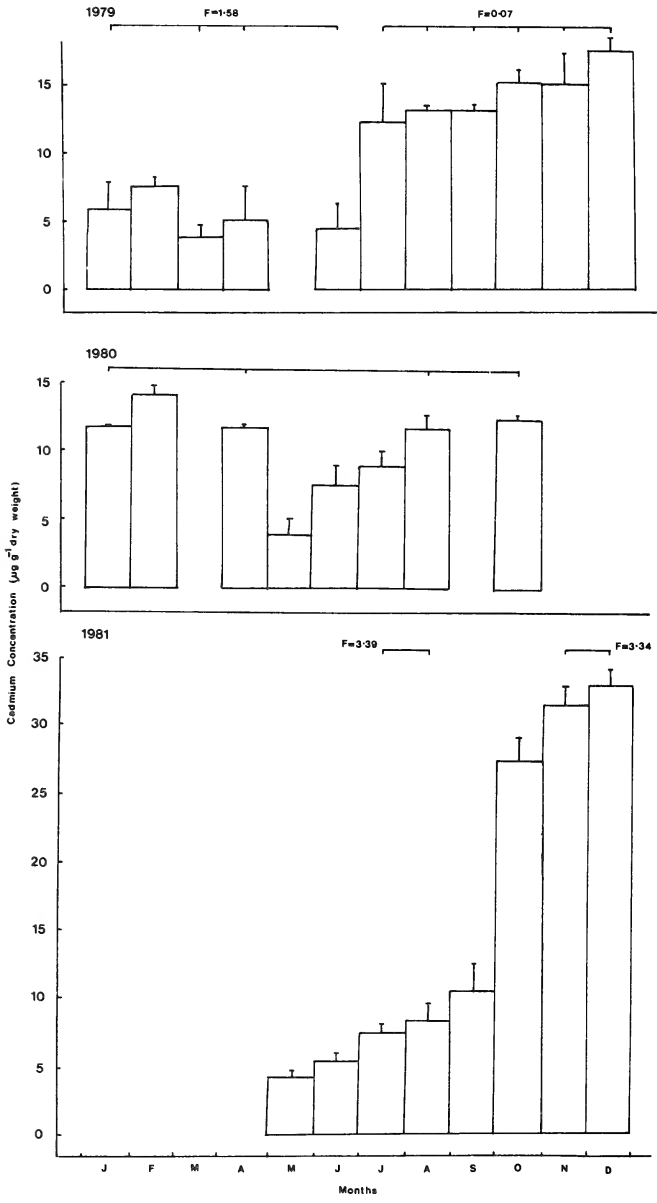 1979
F=1·58
F=0·07
15
10
5
0
1980
15
10
5
0
Cadmium Concentration (µg g⁻¹ dry weight)
1981
F=3·39
F=3·34
35
30
25
20
15
10
5
0
J F M A M J J A S O N D
Months